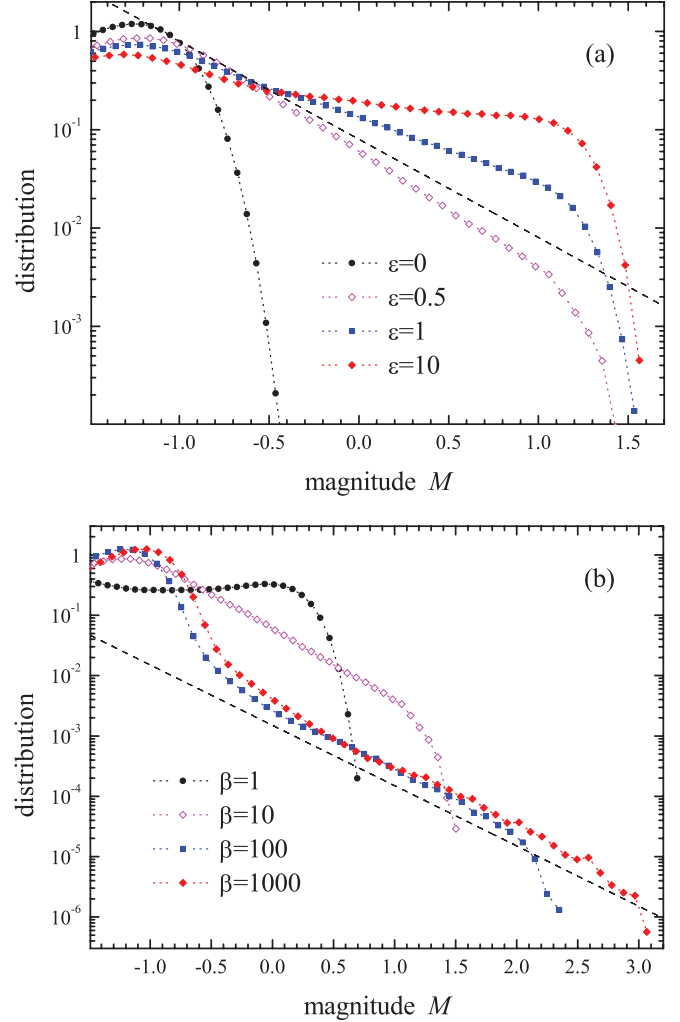 (a)
1
10⁻¹
10⁻²
10⁻³
distribution
ε=0
ε=0.5
ε=1
ε=10
-1.0 -0.5 0.0 0.5 1.0 1.5
magnitude M
(b)
1
10⁻¹
10⁻²
10⁻³
10⁻⁴
10⁻⁵
10⁻⁶
distribution
β=1
β=10
β=100
β=1000
-1.0 -0.5 0.0 0.5 1.0 1.5 2.0 2.5 3.0
magnitude M